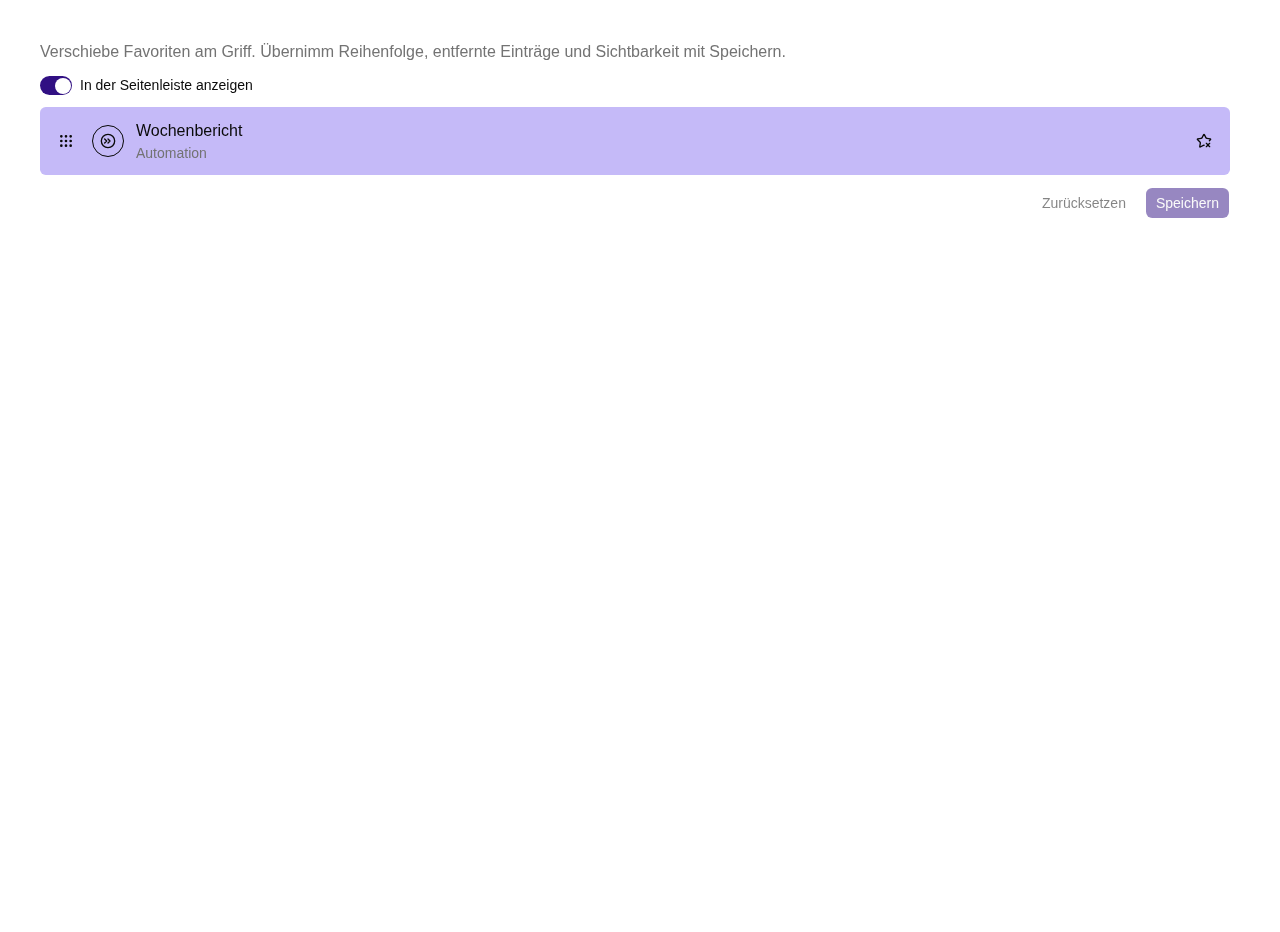 Verschiebe Favoriten am Griff. Übernimm Reihenfolge, entfernte Einträge und Sichtbarkeit mit Speichern.
In der Seitenleiste anzeigen
Wochenbericht
Automation
Zurücksetzen Speichern